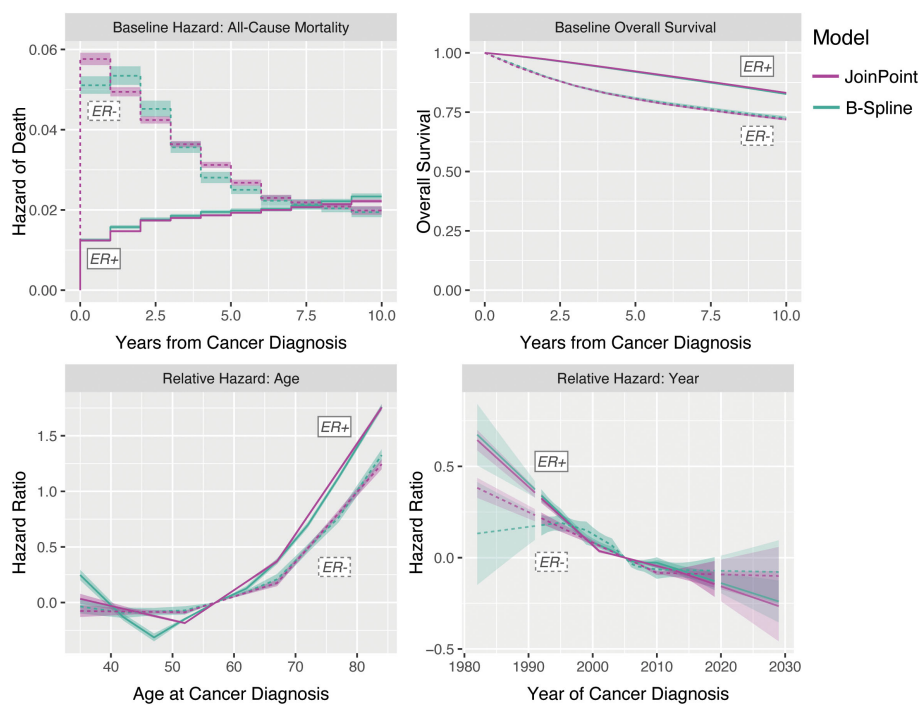 Baseline Hazard: All-Cause Mortality
0.06
0.04
0.02
0.00
Hazard of Death
ER-
ER+
0.0 2.5 5.0 7.5 10.0
Years from Cancer Diagnosis
Baseline Overall Survival
1.00
0.75
0.50
0.25
0.00
Overall Survival
ER+
ER-
0.0 2.5 5.0 7.5 10.0
Years from Cancer Diagnosis
Model
JoinPoint
B-Spline
Relative Hazard: Age
1.5
1.0
0.5
0.0
Hazard Ratio
ER+
ER-
40 50 60 70 80
Age at Cancer Diagnosis
Relative Hazard: Year
0.5
0.0
−0.5
Hazard Ratio
ER+
ER-
1980 1990 2000 2010 2020 2030
Year of Cancer Diagnosis